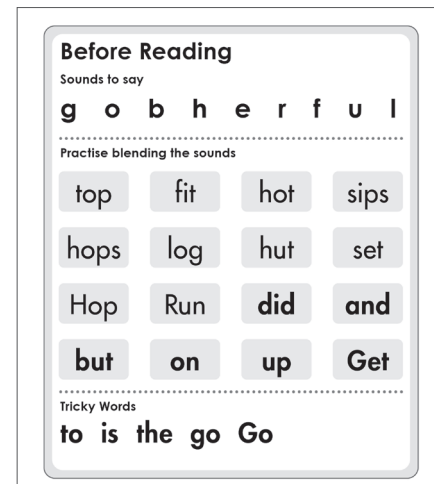 Before Reading
Sounds to say
g o b h e r f u l
Practise blending the sounds
top fit hot sips
hops log hut set
Hop Run did and
but on up Get
Tricky Words
to is the go Go